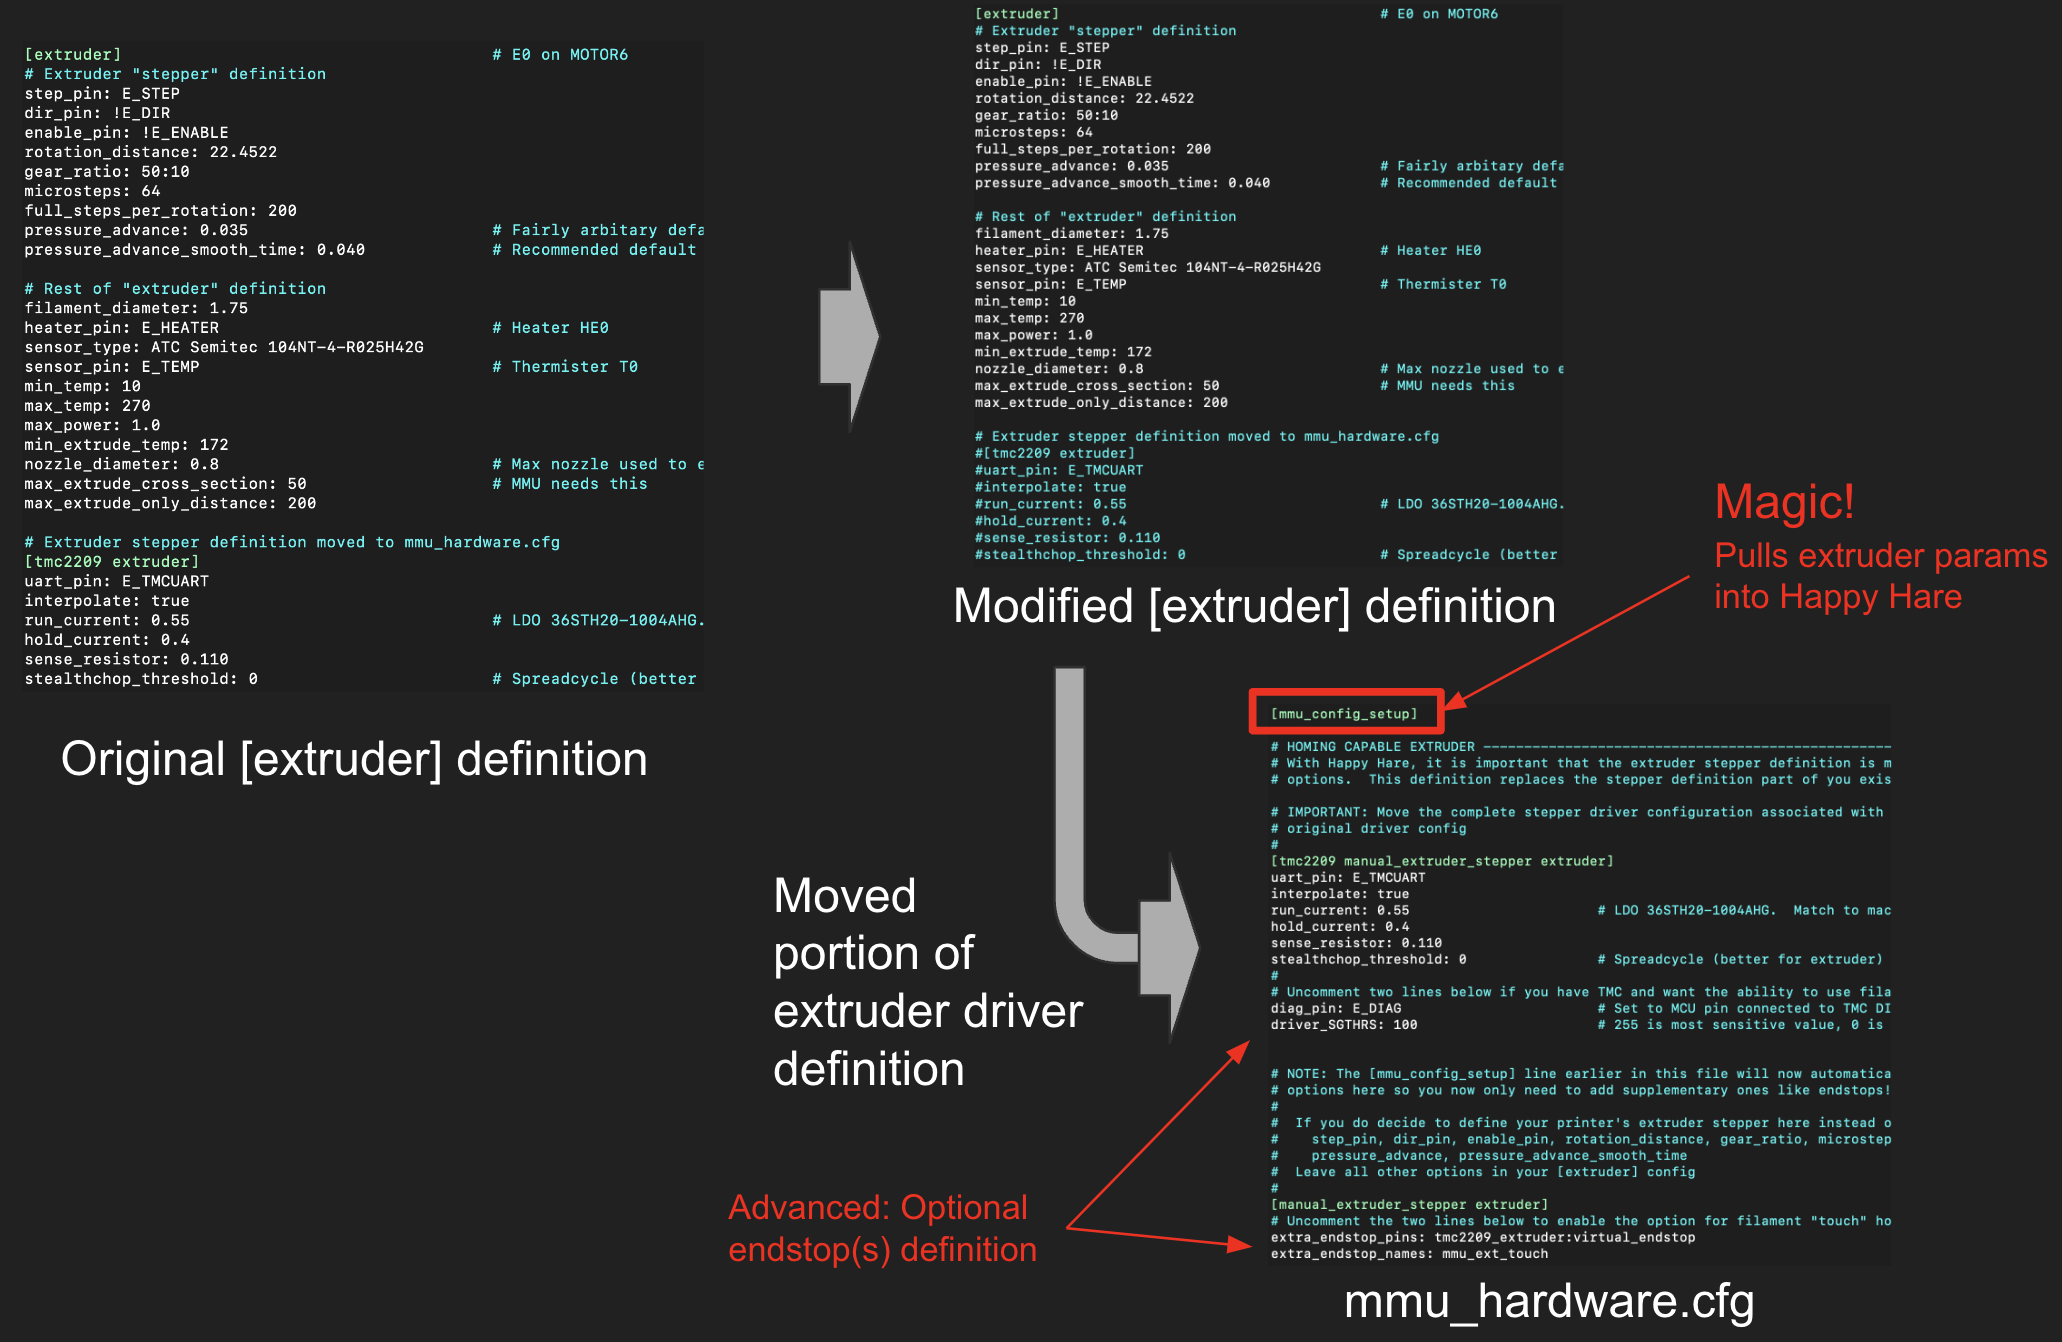 [extruder] # E0 on MOTOR6
# Extruder "stepper" definition
step_pin: E_STEP
dir_pin: !E_DIR
enable_pin: !E_ENABLE
rotation_distance: 22.4522
gear_ratio: 50:10
microsteps: 64
full_steps_per_rotation: 200
pressure_advance: 0.035 # Fairly arbitary defa
pressure_advance_smooth_time: 0.040 # Recommended default
# Rest of "extruder" definition
filament_diameter: 1.75
heater_pin: E_HEATER # Heater HE0
sensor_type: ATC Semitec 104NT-4-R025H42G
sensor_pin: E_TEMP # Thermister T0
min_temp: 10
max_temp: 270
max_power: 1.0
min_extrude_temp: 172
nozzle_diameter: 0.8 # Max nozzle used to e
max_extrude_cross_section: 50 # MMU needs this
max_extrude_only_distance: 200
# Extruder stepper definition moved to mmu_hardware.cfg
[tmc2209 extruder]
uart_pin: E_TMCUART
interpolate: true
run_current: 0.55 # LDO 36STH20-1004AHG.
hold_current: 0.4
sense_resistor: 0.110
stealthchop_threshold: 0 # Spreadcycle (better
Original [extruder] definition
[extruder] # E0 on MOTOR6
# Extruder "stepper" definition
step_pin: E_STEP
dir_pin: !E_DIR
enable_pin: !E_ENABLE
rotation_distance: 22.4522
gear_ratio: 50:10
microsteps: 64
full_steps_per_rotation: 200
pressure_advance: 0.035 # Fairly arbitary defa
pressure_advance_smooth_time: 0.040 # Recommended default
# Rest of "extruder" definition
filament_diameter: 1.75
heater_pin: E_HEATER # Heater HE0
sensor_type: ATC Semitec 104NT-4-R025H42G
sensor_pin: E_TEMP # Thermister T0
min_temp: 10
max_temp: 270
max_power: 1.0
min_extrude_temp: 172
nozzle_diameter: 0.8 # Max nozzle used to e
max_extrude_cross_section: 50 # MMU needs this
max_extrude_only_distance: 200
# Extruder stepper definition moved to mmu_hardware.cfg
#[tmc2209 extruder]
#uart_pin: E_TMCUART
#interpolate: true
#run_current: 0.55 # LDO 36STH20-1004AHG.
#hold_current: 0.4
#sense_resistor: 0.110
#stealthchop_threshold: 0 # Spreadcycle (better
Modified [extruder] definition
Magic!
Pulls extruder params
into Happy Hare
Moved
portion of
extruder driver
definition
Advanced: Optional
endstop(s) definition
[mmu_config_setup]
# HOMING CAPABLE EXTRUDER --------------------------------------------------
# With Happy Hare, it is important that the extruder stepper definition is m
# options. This definition replaces the stepper definition part of you exis
# IMPORTANT: Move the complete stepper driver configuration associated with
# original driver config
#
[tmc2209 manual_extruder_stepper extruder]
uart_pin: E_TMCUART
interpolate: true
run_current: 0.55 # LDO 36STH20-1004AHG. Match to mac
hold_current: 0.4
sense_resistor: 0.110
stealthchop_threshold: 0 # Spreadcycle (better for extruder)
#
# Uncomment two lines below if you have TMC and want the ability to use fila
diag_pin: E_DIAG # Set to MCU pin connected to TMC DI
driver_SGTHRS: 100 # 255 is most sensitive value, 0 is
# NOTE: The [mmu_config_setup] line earlier in this file will now automatica
# options here so you now only need to add supplementary ones like endstops!
#
# If you do decide to define your printer's extruder stepper here instead o
# step_pin, dir_pin, enable_pin, rotation_distance, gear_ratio, microstep
# pressure_advance, pressure_advance_smooth_time
# Leave all other options in your [extruder] config
#
[manual_extruder_stepper extruder]
# Uncomment the two lines below to enable the option for filament "touch" ho
extra_endstop_pins: tmc2209_extruder:virtual_endstop
extra_endstop_names: mmu_ext_touch
mmu_hardware.cfg